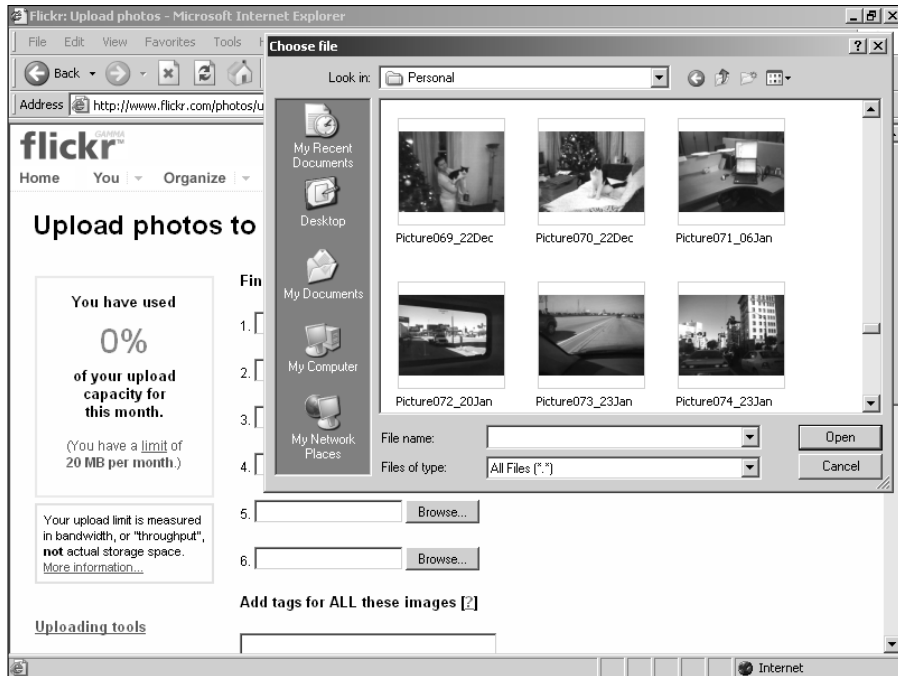 Flickr: Upload photos - Microsoft Internet Explorer
File Edit View Favorites Tools
Back
Address http://www.flickr.com/photos/u
flickr™
GAMMA
Home You Organize
Upload photos to
You have used
0%
of your upload
capacity for
this month.
(You have a limit of
20 MB per month.)
Your upload limit is measured
in bandwidth, or "throughput",
not actual storage space.
More information...
Uploading tools
Fin
1.
2.
3.
4.
5. Browse...
6. Browse...
Add tags for ALL these images [?]
Choose file
Look in: Personal
My Recent
Documents
Desktop
My Documents
My Computer
My Network
Places
Picture069_22Dec Picture070_22Dec Picture071_06Jan
Picture072_20Jan Picture073_23Jan Picture074_23Jan
File name: Open
Files of type: All Files (*.*) Cancel
Internet